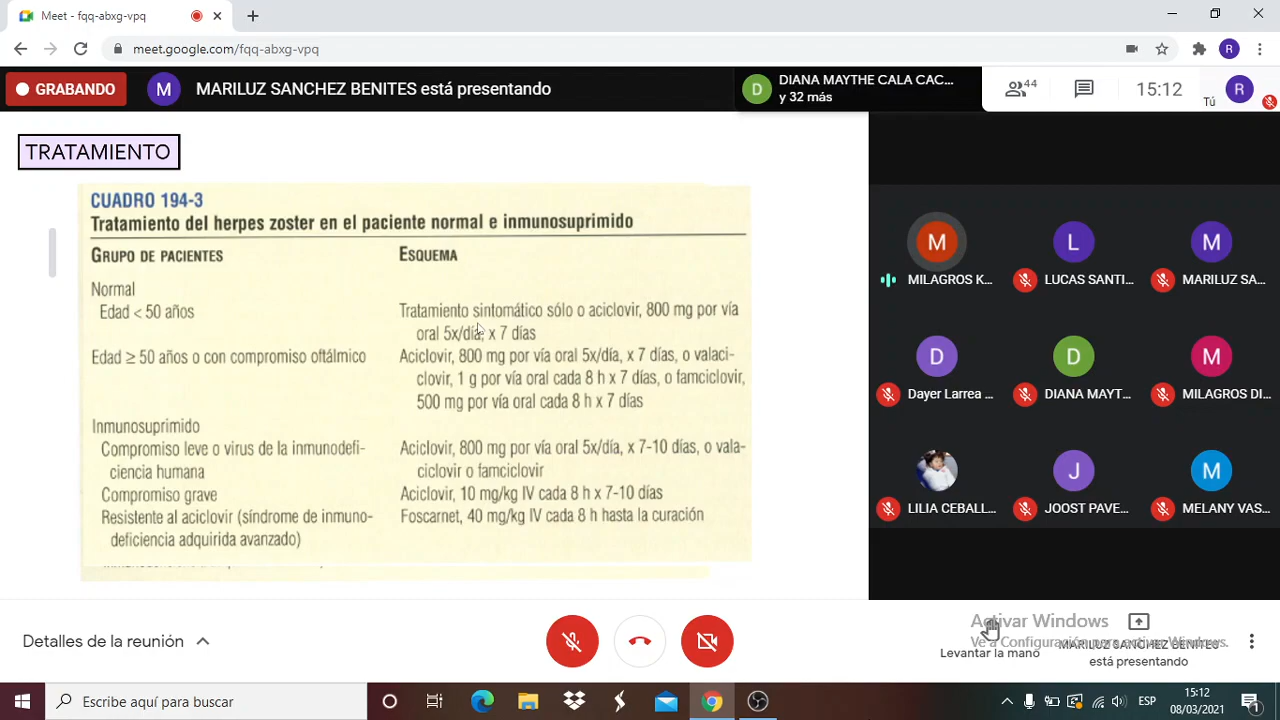 Meet - fqq-abxg-vpq
meet.google.com/fqq-abxg-vpq
R
GRABANDO
M
MARILUZ SANCHEZ BENITES está presentando
D
DIANA MAYTHE CALA CAC...
y 32 más
44
15:12
Tú
R
TRATAMIENTO
CUADRO 194-3
Tratamiento del herpes zoster en el paciente normal e inmunosuprimido
GRUPO DE PACIENTES
ESQUEMA
Normal
Edad < 50 años
Tratamiento sintomático sólo o aciclovir, 800 mg por vía
oral 5x/día, x 7 días
Edad ≥ 50 años o con compromiso oftálmico
Aciclovir, 800 mg por vía oral 5x/día, x 7 días, o valaci-
clovir, 1 g por vía oral cada 8 h x 7 días, o famciclovir,
500 mg por vía oral cada 8 h x 7 días
Inmunosuprimido
Compromiso leve o virus de la inmunodefi-
ciencia humana
Aciclovir, 800 mg por vía oral 5x/día, x 7-10 días, o vala-
ciclovir o famciclovir
Compromiso grave
Aciclovir, 10 mg/kg IV cada 8 h x 7-10 días
Resistente al aciclovir (síndrome de inmuno-
deficiencia adquirida avanzado)
Foscarnet, 40 mg/kg IV cada 8 h hasta la curación
M
MILAGROS K...
L
LUCAS SANTI...
M
MARILUZ SA...
D
Dayer Larrea ...
D
DIANA MAYT...
M
MILAGROS DI...
LILIA CEBALL...
J
JOOST PAVE...
M
MELANY VAS...
Detalles de la reunión
Activar Windows
Ve a Configuración para activar Windows.
Levantar la mano
MARILUZ SANCHEZ BENITES
está presentando
Escribe aquí para buscar
ESP
15:12
08/03/2021
1